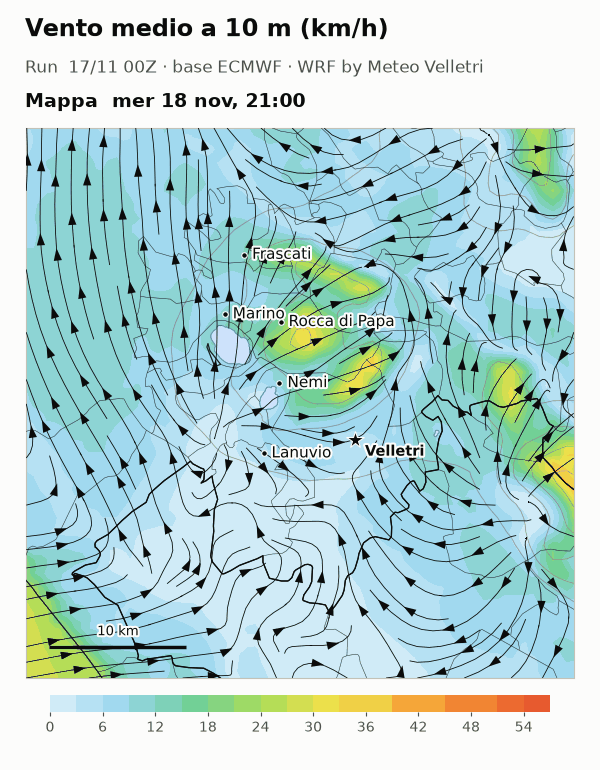 Vento medio a 10 m (km/h)
Run  17/11 00Z · base ECMWF · WRF by Meteo Velletri
Mappa  mer 18 nov, 21:00
Frascati
Marino
Rocca di Papa
Nemi
Velletri
Lanuvio
10 km
0 6 12 18 24 30 36 42 48 54